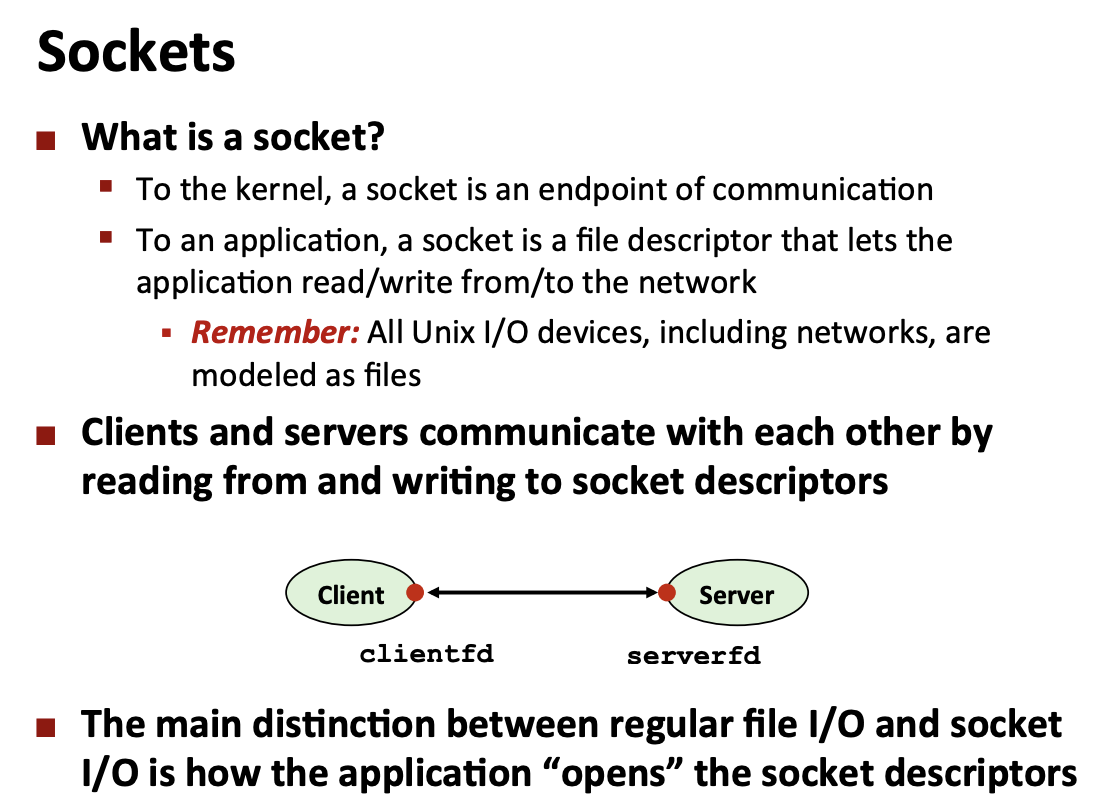 Sockets
What is a socket?
To the kernel, a socket is an endpoint of communication
To an application, a socket is a file descriptor that lets the
application read/write from/to the network
Remember: All Unix I/O devices, including networks, are
modeled as files
Clients and servers communicate with each other by
reading from and writing to socket descriptors
Client
Server
clientfd
serverfd
The main distinction between regular file I/O and socket
I/O is how the application “opens” the socket descriptors